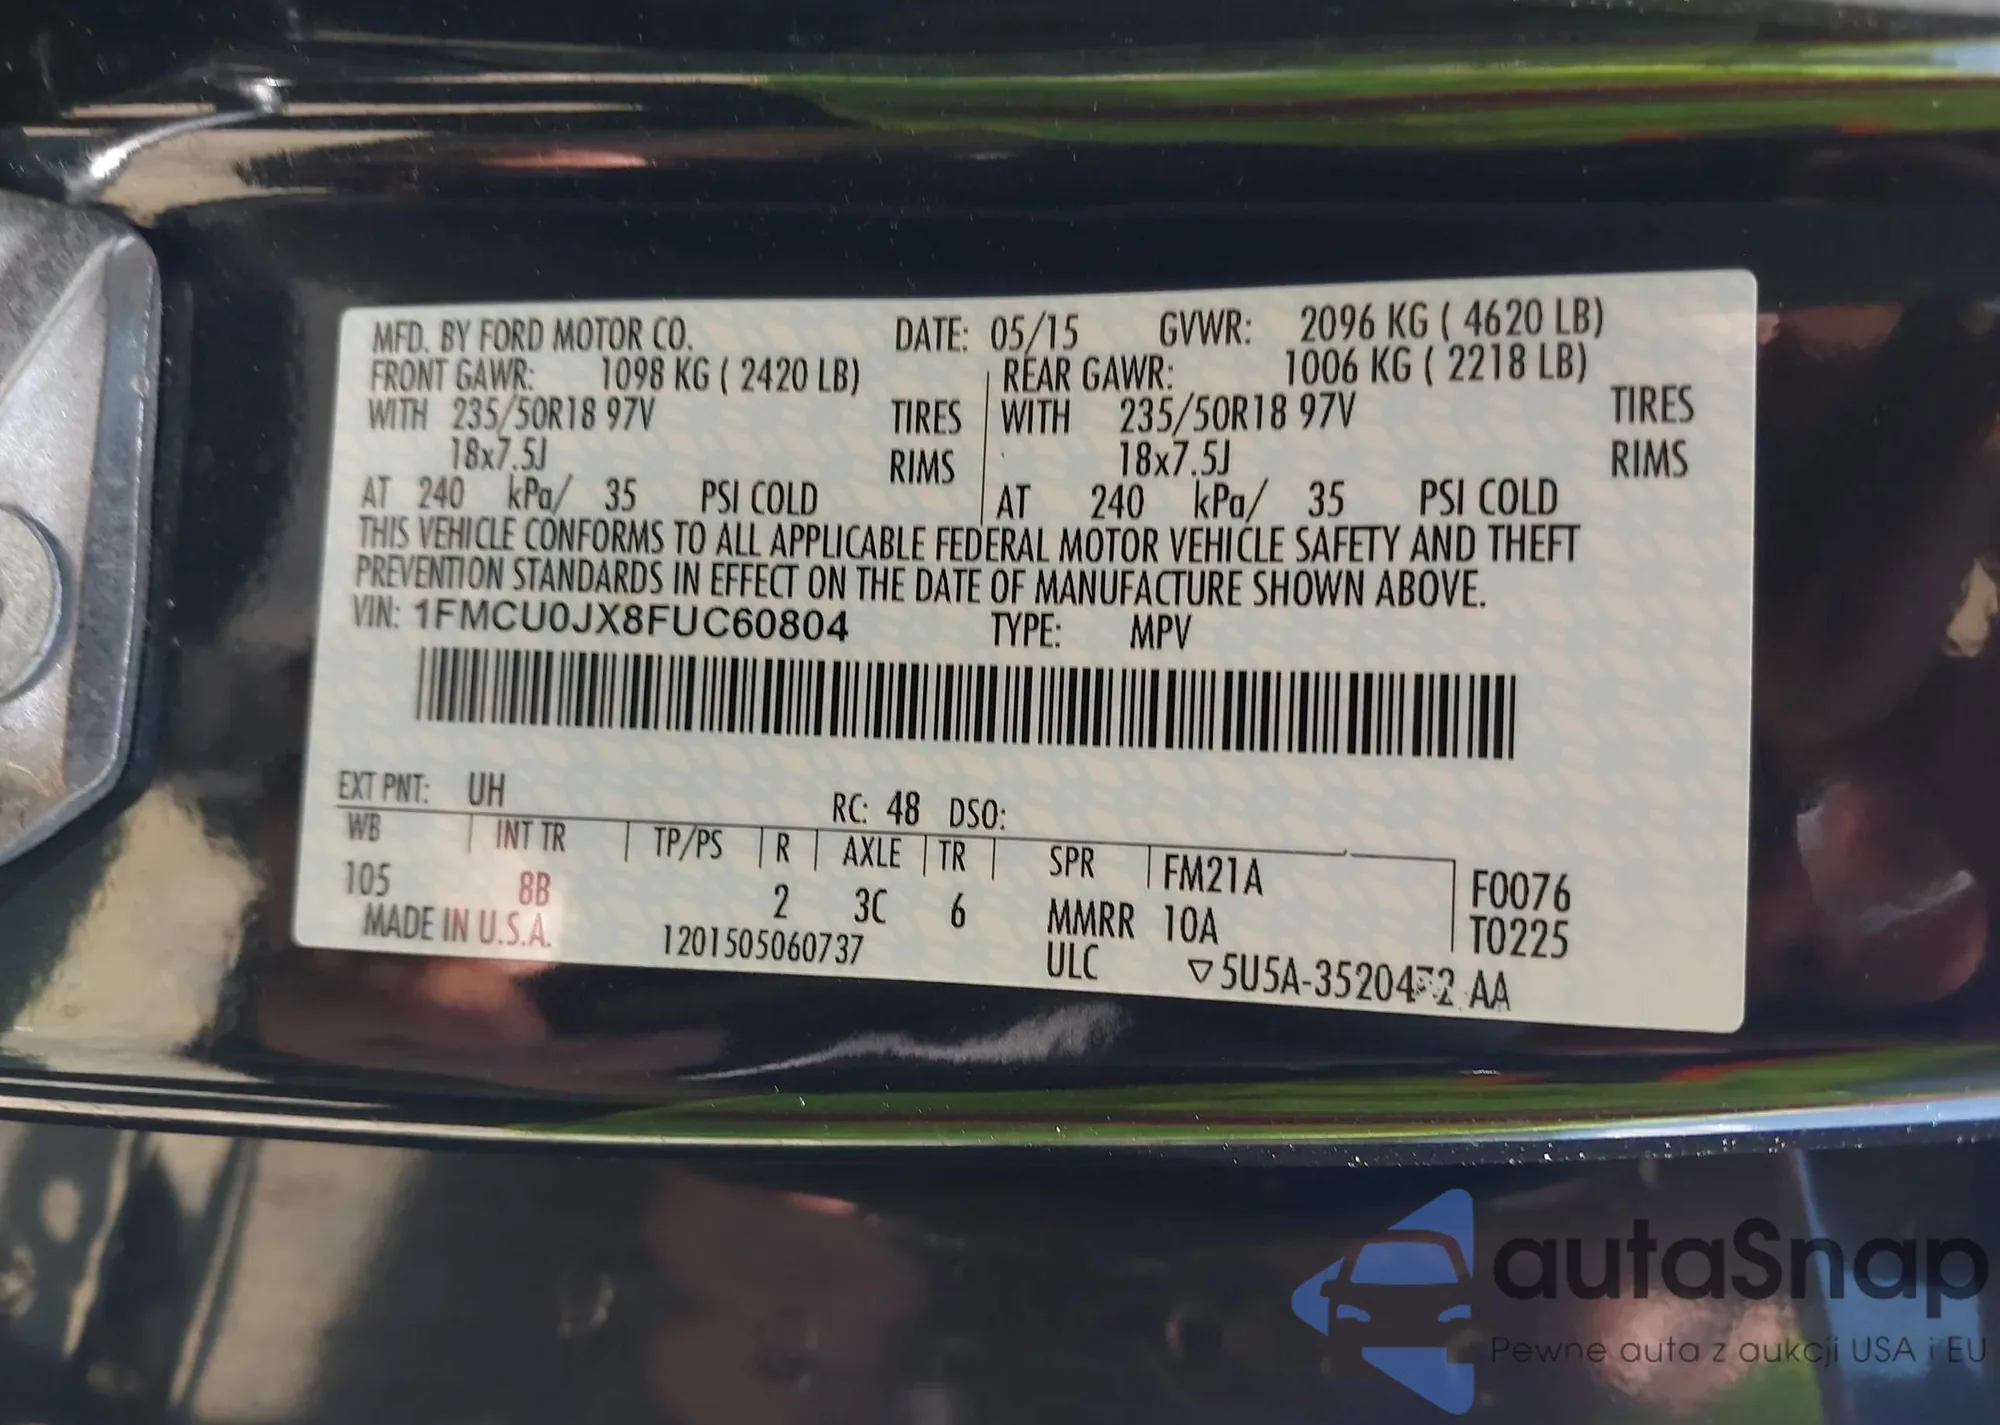 MFD. BY FORD MOTOR CO. DATE: 05/15 GVWR: 2096 KG ( 4620 LB)
FRONT GAWR: 1098 KG ( 2420 LB) REAR GAWR: 1006 KG ( 2218 LB)
WITH 235/50R18 97V TIRES WITH 235/50R18 97V TIRES
18x7.5J RIMS 18x7.5J RIMS
AT 240 kPa/ 35 PSI COLD AT 240 kPa/ 35 PSI COLD
THIS VEHICLE CONFORMS TO ALL APPLICABLE FEDERAL MOTOR VEHICLE SAFETY AND THEFT
PREVENTION STANDARDS IN EFFECT ON THE DATE OF MANUFACTURE SHOWN ABOVE.
VIN: 1FMCU0JX8FUC60804 TYPE: MPV
EXT PNT: UH RC: 48 DSO:
WB INT TR TP/PS R AXLE TR SPR FM21A F0076
105 8B 2 3C 6 MMRR 10A T0225
MADE IN U.S.A. 1201505060737 ULC ▽5U5A-3520472 AA
autaSnap
Pewne auta z aukcji USA i EU